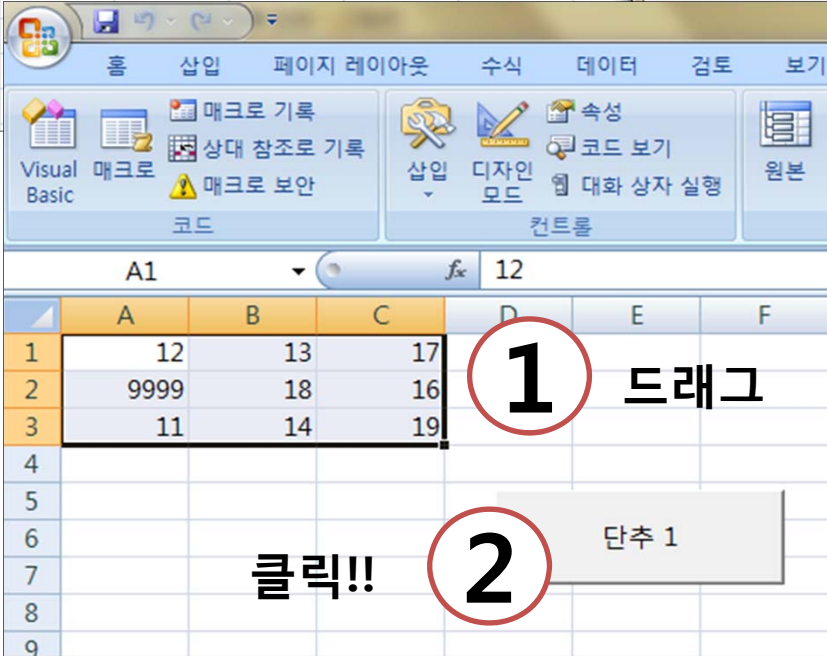 홈 삽입 페이지 레이아웃 수식 데이터 검토 보기
Visual Basic
매크로
매크로 기록
상대 참조로 기록
매크로 보안
코드
삽입
디자인 모드
속성
코드 보기
대화 상자 실행
컨트롤
원본
A1 fx 12
A B C D E F
1 12 13 17
2 9999 18 16
3 11 14 19
4
5
6
7
8
9
1 드래그
단추 1
클릭!! 2